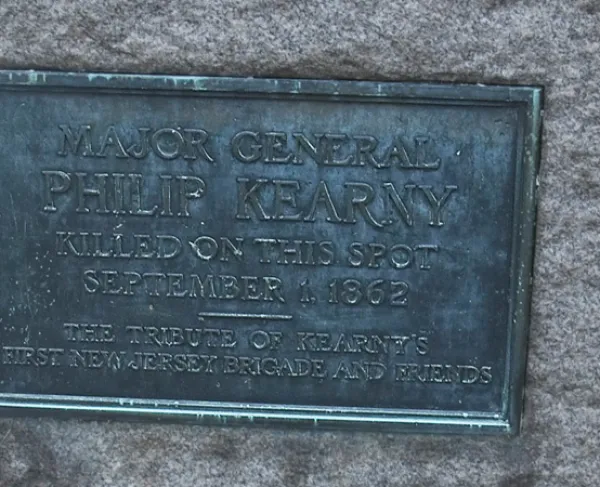 MAJOR GENERAL
PHILIP KEARNY
KILLED ON THIS SPOT
SEPTEMBER 1, 1862
THE TRIBUTE OF KEARNY'S
FIRST NEW JERSEY BRIGADE AND FRIENDS